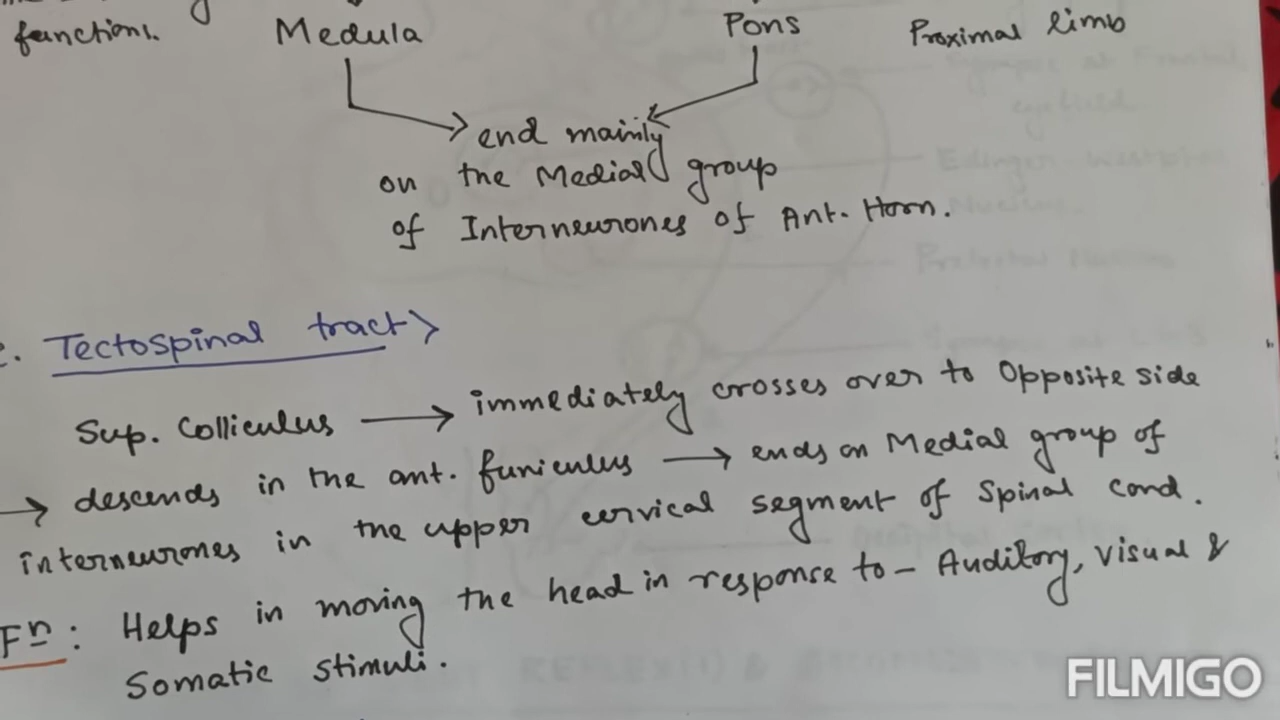 functions. Medula Pons Proximal limb
end mainly
on the Medial group
of Interneurones of Ant. Horn.
Tectospinal tract
Sup. Colliculus → immediately crosses over to Opposite side
→ descends in the ant. funiculus → ends on Medial group of
interneurones in the upper cervical segment of Spinal Cord.
Fn: Helps in moving the head in response to – Auditory, Visual &
Somatic stimuli.
FILMIGO